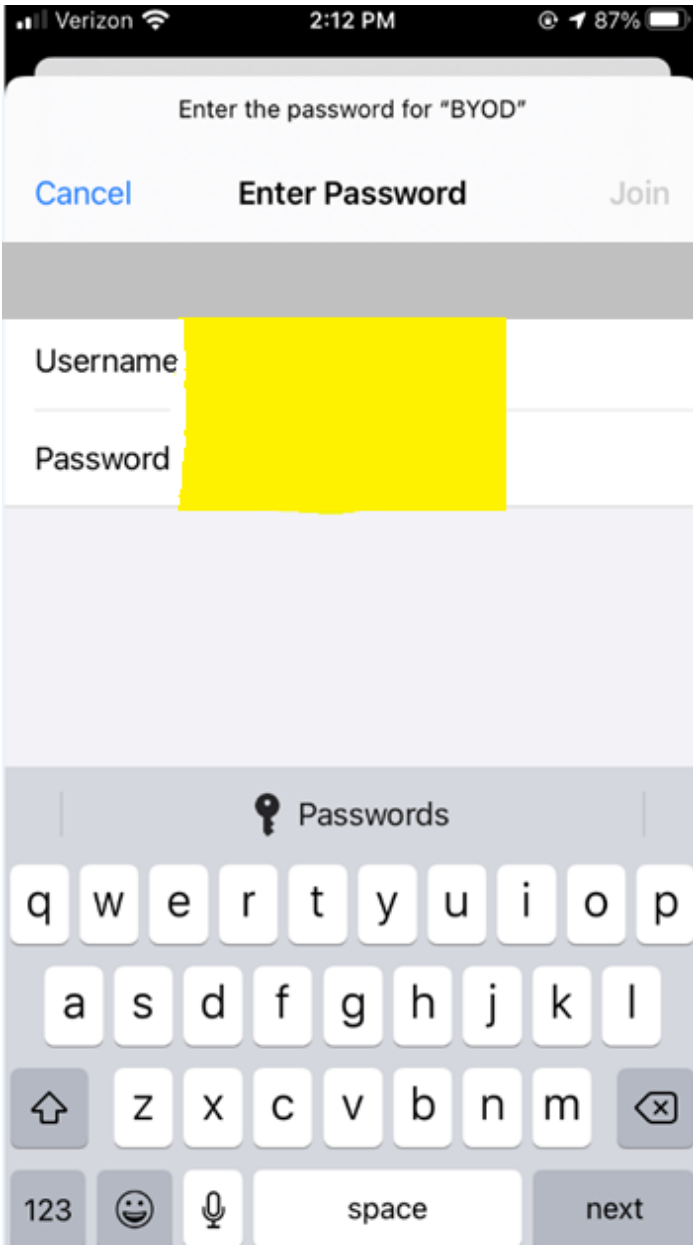 Verizon 2:12 PM 87%
Enter the password for “BYOD”
Cancel Enter Password Join
Username
Password
Passwords
q w e r t y u i o p
a s d f g h j k l
z x c v b n m
123 space next